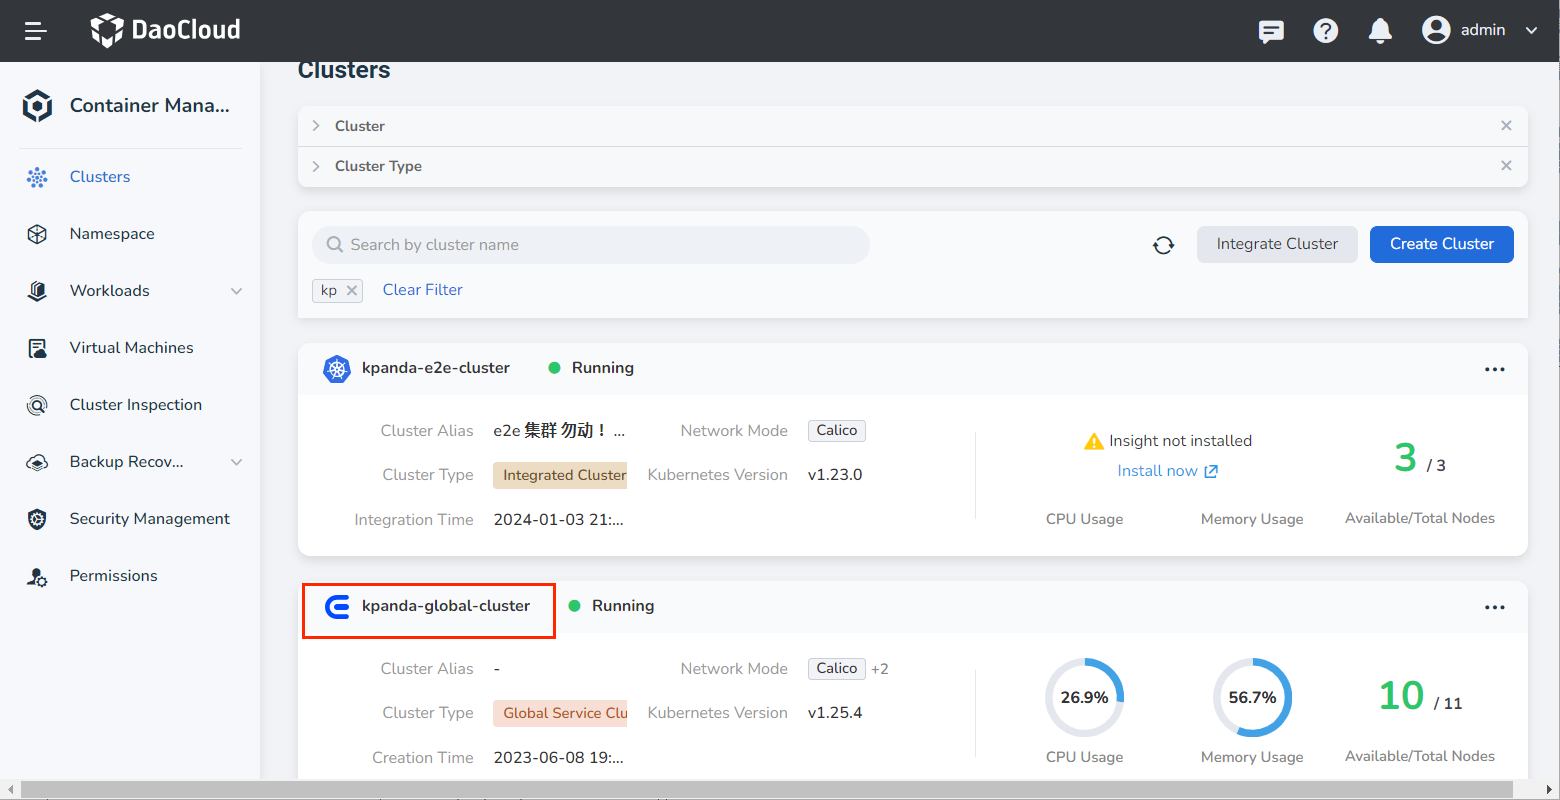 DaoCloud
admin
Container Mana...
Clusters
Namespace
Workloads
Virtual Machines
Cluster Inspection
Backup Recov...
Security Management
Permissions
Clusters
Cluster
Cluster Type
Search by cluster name
Integrate Cluster
Create Cluster
kp
Clear Filter
kpanda-e2e-cluster
Running
Cluster Alias
e2e 集群 勿动！ ...
Network Mode
Calico
Cluster Type
Integrated Cluster
Kubernetes Version
v1.23.0
Integration Time
2024-01-03 21:...
Insight not installed
Install now
CPU Usage
Memory Usage
3 / 3
Available/Total Nodes
kpanda-global-cluster
Running
Cluster Alias
-
Network Mode
Calico +2
Cluster Type
Global Service Clu
Kubernetes Version
v1.25.4
Creation Time
2023-06-08 19:...
26.9%
CPU Usage
56.7%
Memory Usage
10 / 11
Available/Total Nodes